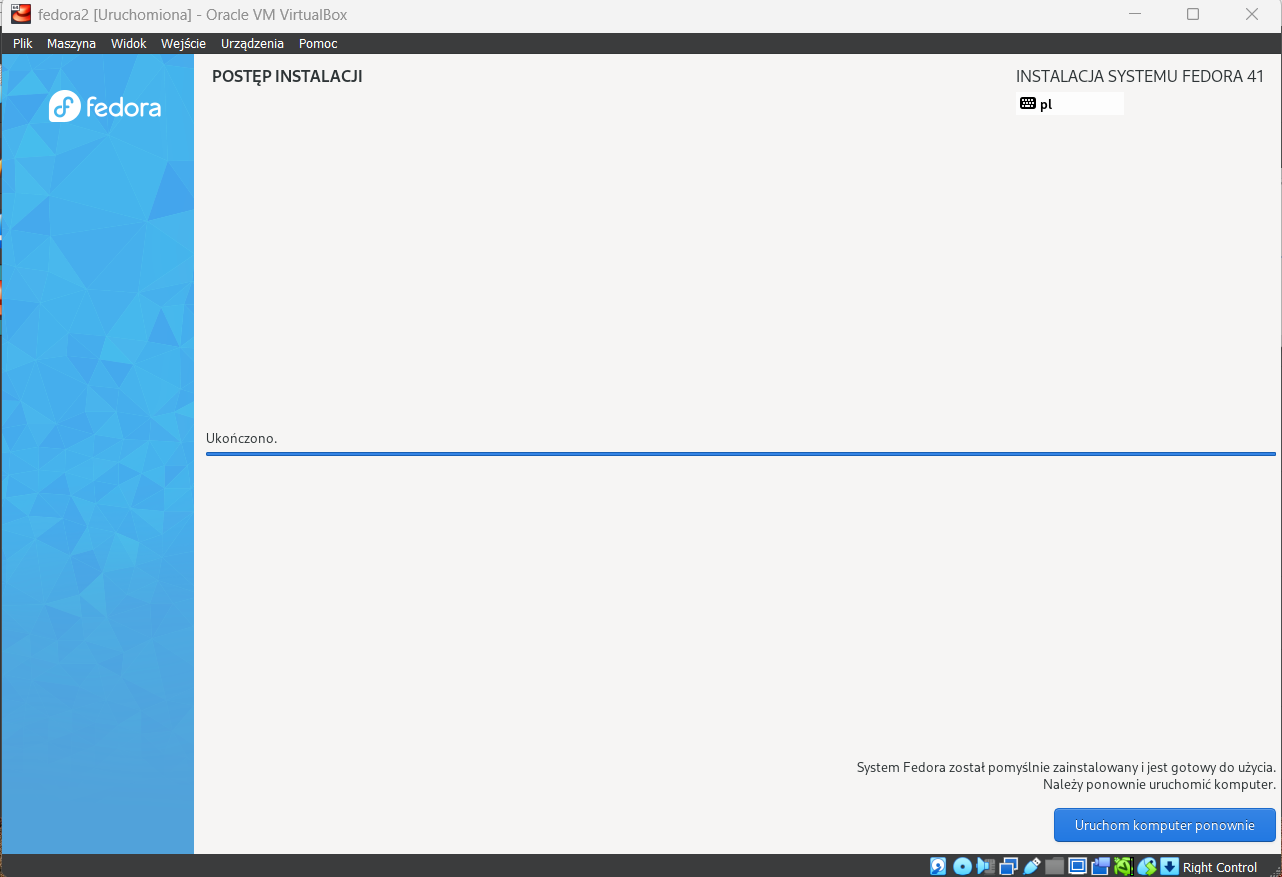 fedora2 [Uruchomiona] - Oracle VM VirtualBox
Plik Maszyna Widok Wejście Urządzenia Pomoc
fedora
POSTĘP INSTALACJI
INSTALACJA SYSTEMU FEDORA 41
pl
Ukończono.
System Fedora został pomyślnie zainstalowany i jest gotowy do użycia.
Należy ponownie uruchomić komputer.
Uruchom komputer ponownie
Right Control